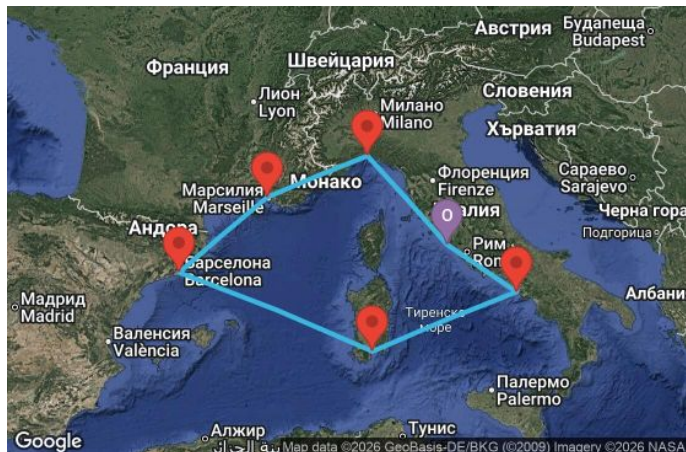 Австрия
Будапеща
Budapest
Швейцария
Франция
Словения
Лион
Lyon
Милано
Milano
Хърватия
Флоренция
Firenze
Сараево
Sarajevo
Марсилия
Marseille
Монако
алия
Черна гора
Подгорица
Андора
O
Рим
Барселона
Barcelona
Мадрид
Madrid
Албани
Тиренско
море
Валенсия
València
Палермо
Palermo
Алжир
Тунис
Google
Map data ©2026 GeoBasis-DE/BKG (©2009) Imagery ©2026 NASA